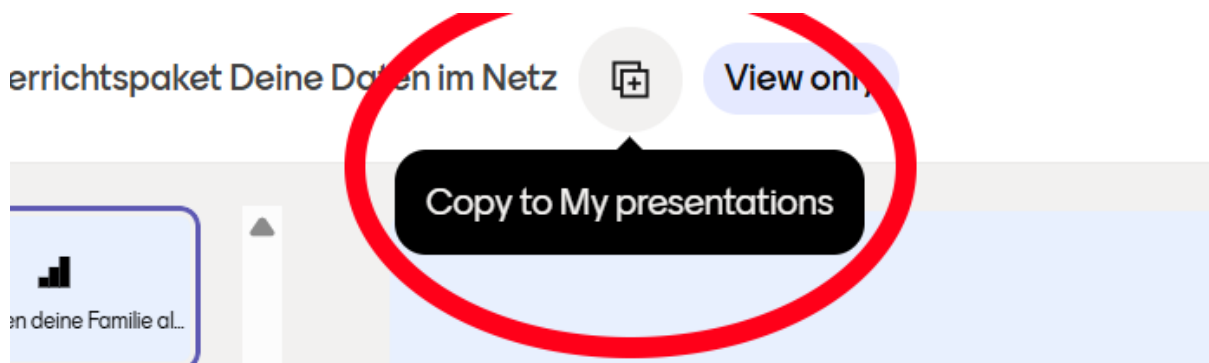 errichtspaket Deine Daten im Netz
View only
Copy to My presentations
en deine Familie al...